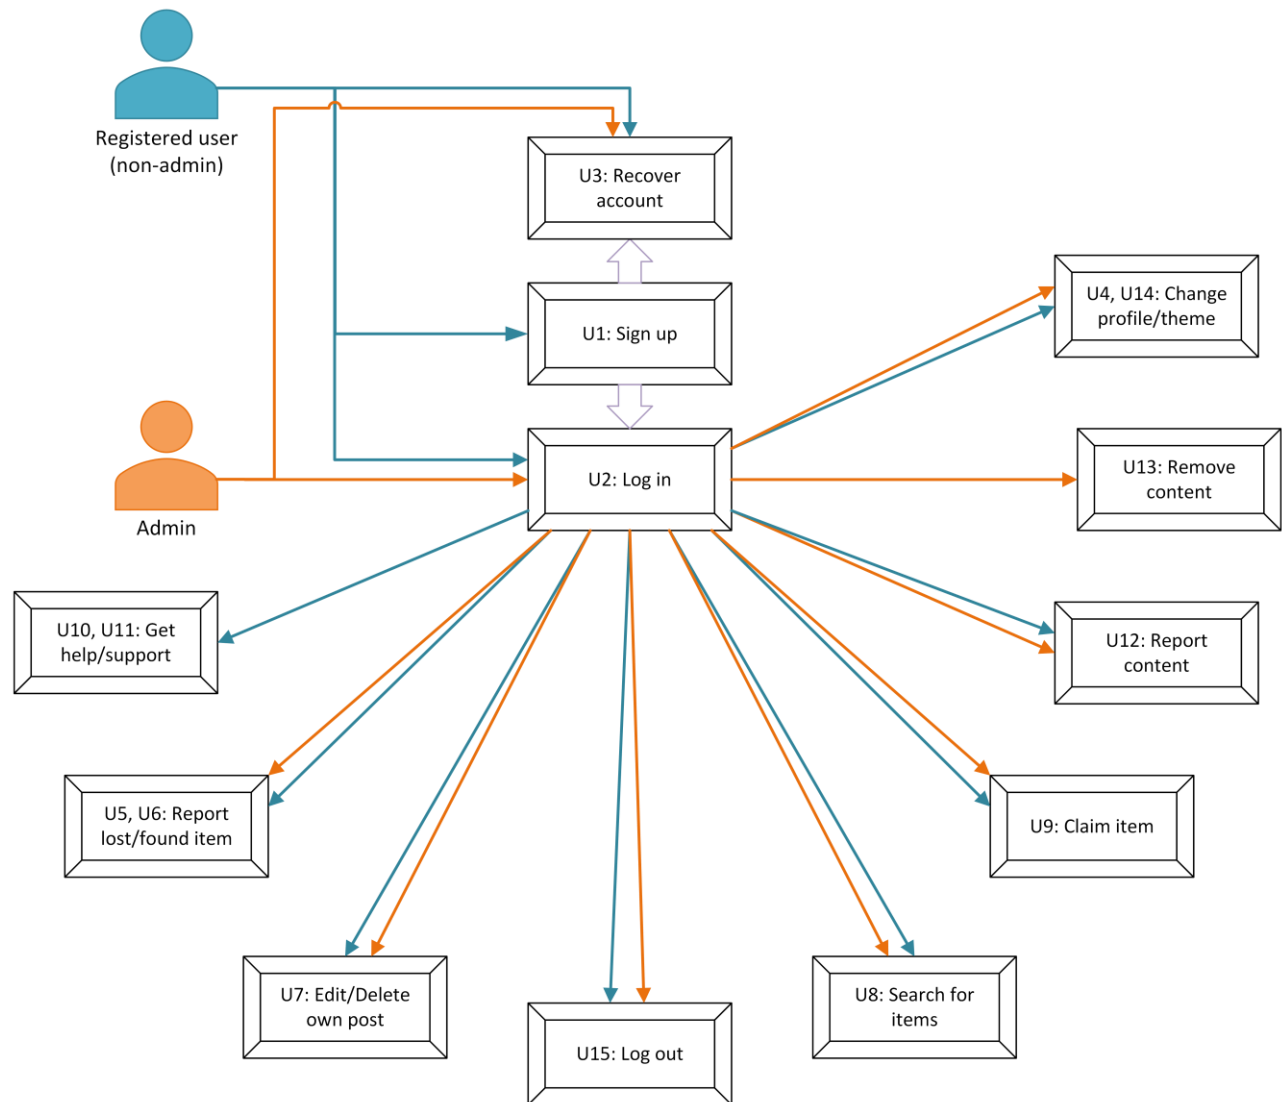 Registered user
(non-admin)
U3: Recover
account
U1: Sign up
U4, U14: Change
profile/theme
Admin
U2: Log in
U13: Remove
content
U10, U11: Get
help/support
U12: Report
content
U5, U6: Report
lost/found item
U9: Claim item
U7: Edit/Delete
own post
U15: Log out
U8: Search for
items